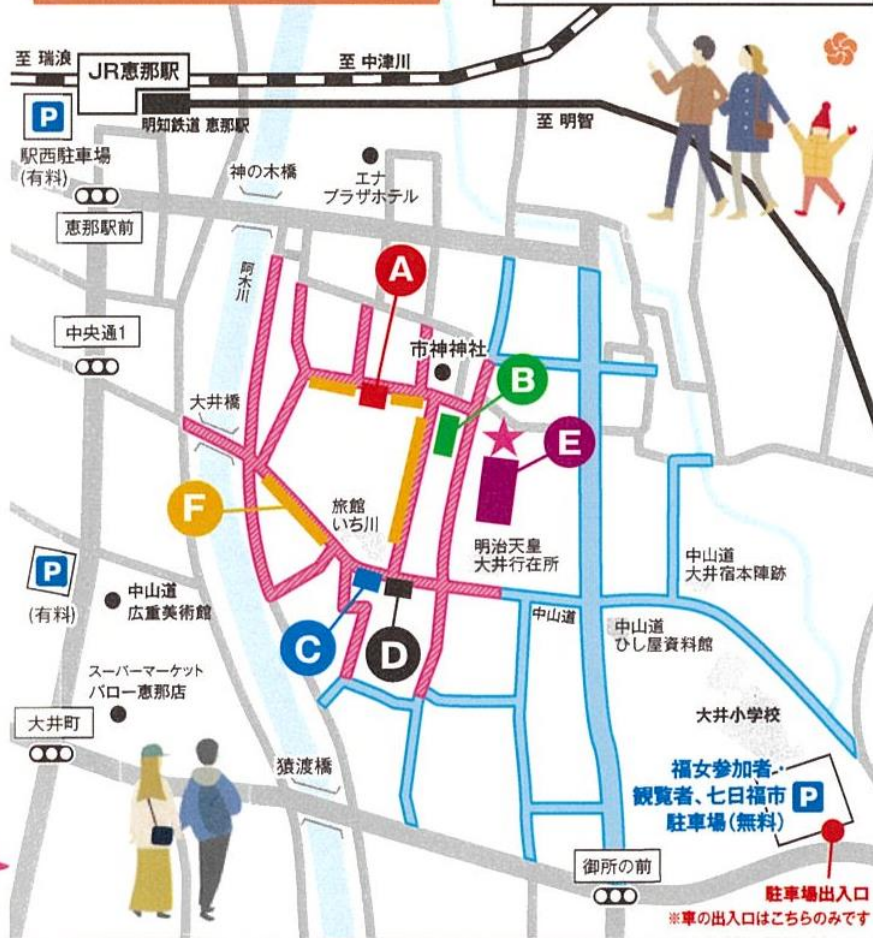 至 瑞浪
JR恵那駅
至 中津川
P
明知鉄道 恵那駅
至 明智
駅西駐車場
(有料)
神の木橋
エナ
プラザホテル
恵那駅前
阿木川
A
中央通1
市神神社
B
大井橋
E
F
旅館
いち川
明治天皇
大井行在所
中山道
大井宿本陣跡
P
(有料)
中山道
広重美術館
C
D
中山道
中山道
ひし屋資料館
スーパーマーケット
バロー恵那店
大井町
大井小学校
猿渡橋
福女参加者・
観覧者、七日福市
駐車場(無料)
P
御所の前
駐車場出入口
※車の出入口はこちらのみです